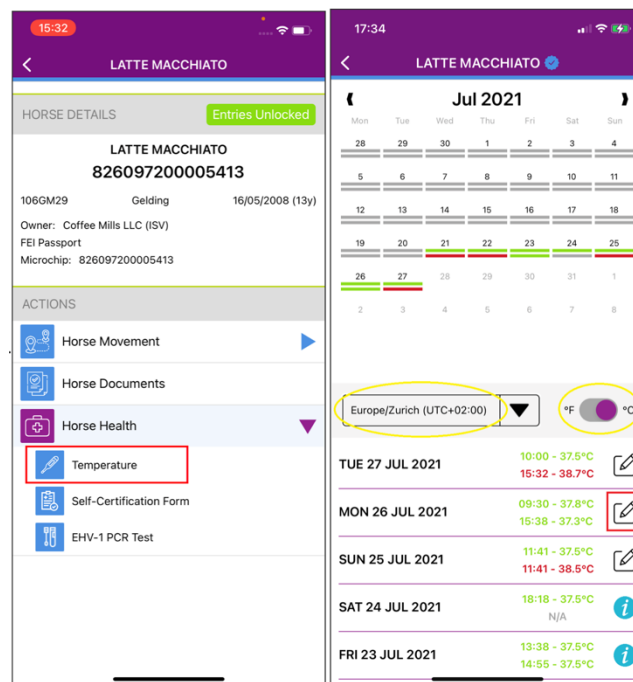 15:32
LATTE MACCHIATO
HORSE DETAILS
Entries Unlocked
LATTE MACCHIATO
826097200005413
106GM29 Gelding 16/05/2008 (13y)
Owner: Coffee Mills LLC (ISV)
FEI Passport
Microchip: 826097200005413
ACTIONS
Horse Movement
Horse Documents
Horse Health
Temperature
Self-Certification Form
EHV-1 PCR Test
17:34
LATTE MACCHIATO
Jul 2021
Mon Tue Wed Thu Fri Sat Sun
28 29 30 1 2 3 4
5 6 7 8 9 10 11
12 13 14 15 16 17 18
19 20 21 22 23 24 25
26 27 28 29 30 31 1
2 3 4 5 6 7 8
Europe/Zurich (UTC+02:00) °F °C
TUE 27 JUL 2021
10:00 - 37.5°C
15:32 - 38.7°C
MON 26 JUL 2021
09:30 - 37.8°C
15:38 - 37.3°C
SUN 25 JUL 2021
11:41 - 37.5°C
11:41 - 38.5°C
SAT 24 JUL 2021
18:18 - 37.5°C
N/A
FRI 23 JUL 2021
13:38 - 37.5°C
14:55 - 37.5°C